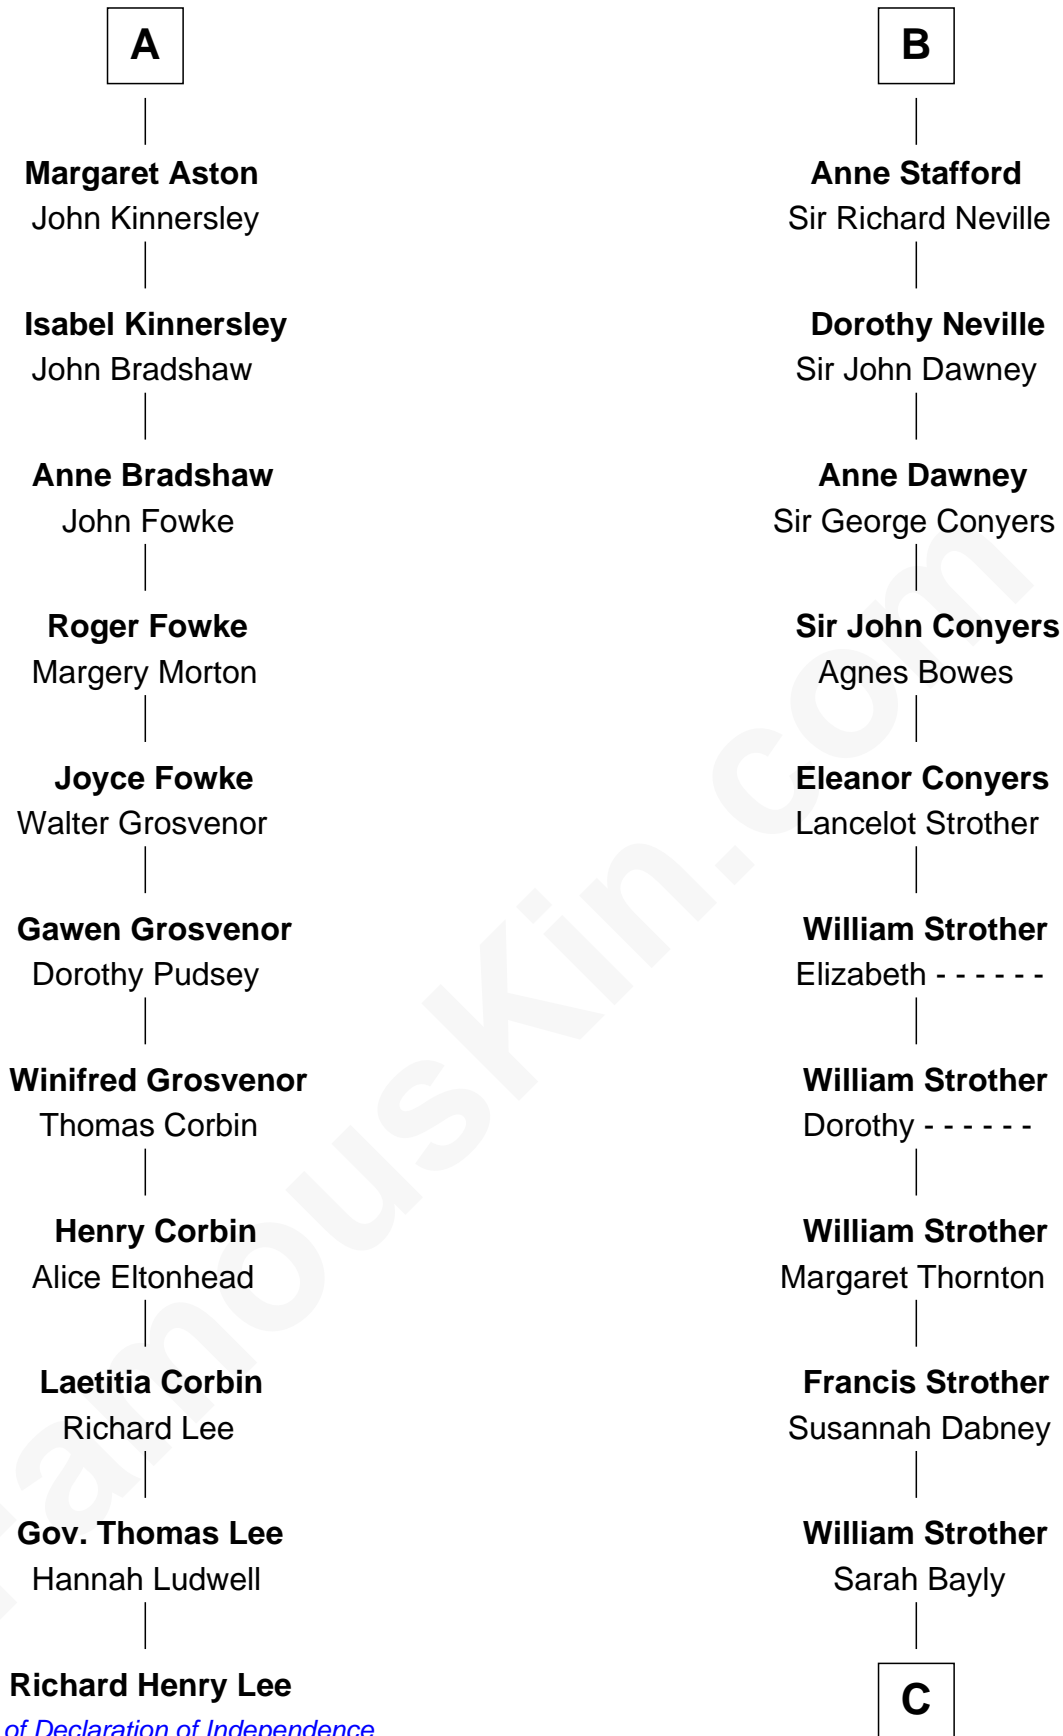 A
Margaret Aston
John Kinnersley
Isabel Kinnersley
John Bradshaw
Anne Bradshaw
John Fowke
Roger Fowke
Margery Morton
Joyce Fowke
Walter Grosvenor
Gawen Grosvenor
Dorothy Pudsey
Winifred Grosvenor
Thomas Corbin
Henry Corbin
Alice Eltonhead
Laetitia Corbin
Richard Lee
Gov. Thomas Lee
Hannah Ludwell
Richard Henry Lee
of Declaration of Independence
B
Anne Stafford
Sir Richard Neville
Dorothy Neville
Sir John Dawney
Anne Dawney
Sir George Conyers
Sir John Conyers
Agnes Bowes
Eleanor Conyers
Lancelot Strother
William Strother
Elizabeth - - - - - -
William Strother
Dorothy - - - - - -
William Strother
Margaret Thornton
Francis Strother
Susannah Dabney
William Strother
Sarah Bayly
C
FamousKin.com